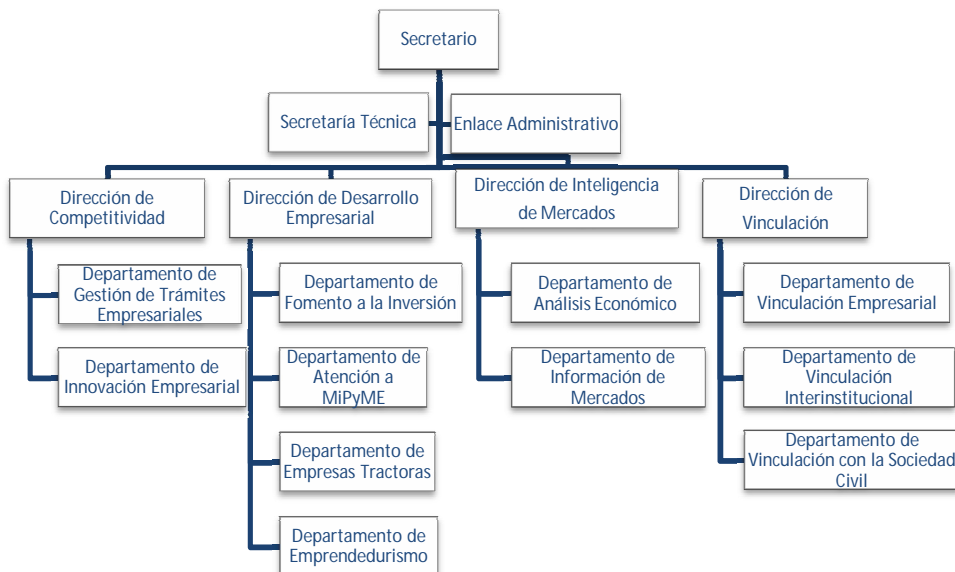 Secretario
Secretaría Técnica
Enlace Administrativo
Dirección de
Competitividad
Departamento de
Gestión de Trámites
Empresariales
Departamento de
Innovación Empresarial
Dirección de Desarrollo
Empresarial
Departamento de
Fomento a la Inversión
Departamento de
Atención a
MiPyME
Departamento de
Empresas Tractoras
Departamento de
Emprendedurismo
Dirección de Inteligencia
de Mercados
Departamento de
Análisis Económico
Departamento de
Información de
Mercados
Dirección de
Vinculación
Departamento de
Vinculación Empresarial
Departamento de
Vinculación
Interinstitucional
Departamento de
Vinculación con la Sociedad
Civil